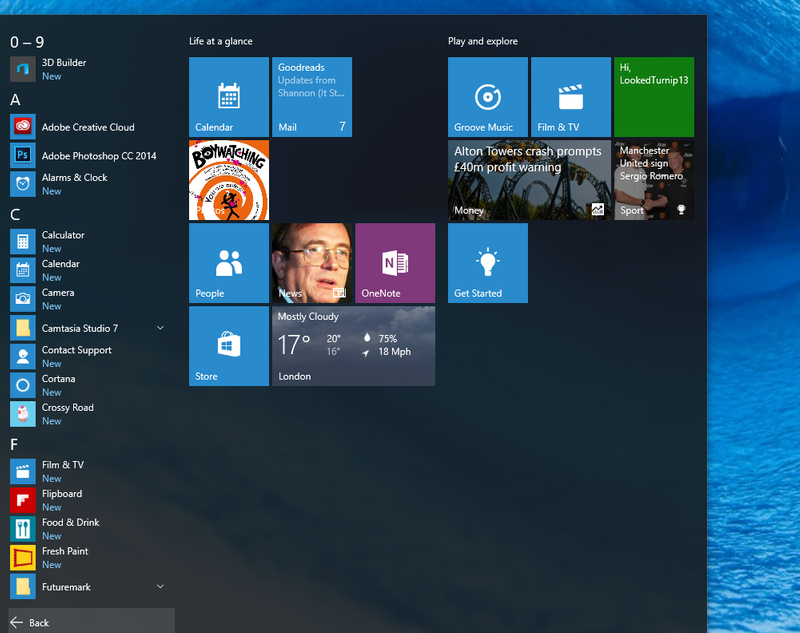 0 – 9
3D Builder
New
A
Adobe Creative Cloud
Ps
Adobe Photoshop CC 2014
Alarms & Clock
New
C
Calculator
New
Calendar
New
Camera
New
Camtasia Studio 7
Contact Support
New
Cortana
New
Crossy Road
New
F
Film & TV
New
Flipboard
New
Food & Drink
New
Fresh Paint
New
Futuremark
Back
Life at a glance
Calendar
Goodreads
Updates from
Shannon (It St...
Mail 7
BOYWATCHING
Photos
People
News
N
OneNote
Store
Mostly Cloudy
17° 20° 75%
16° 18 Mph
London
Play and explore
Groove Music
Film & TV
Hi,
LookedTurnip13
Alton Towers crash prompts
£40m profit warning
Money
Manchester
United sign
Sergio Romero
Sport
Get Started